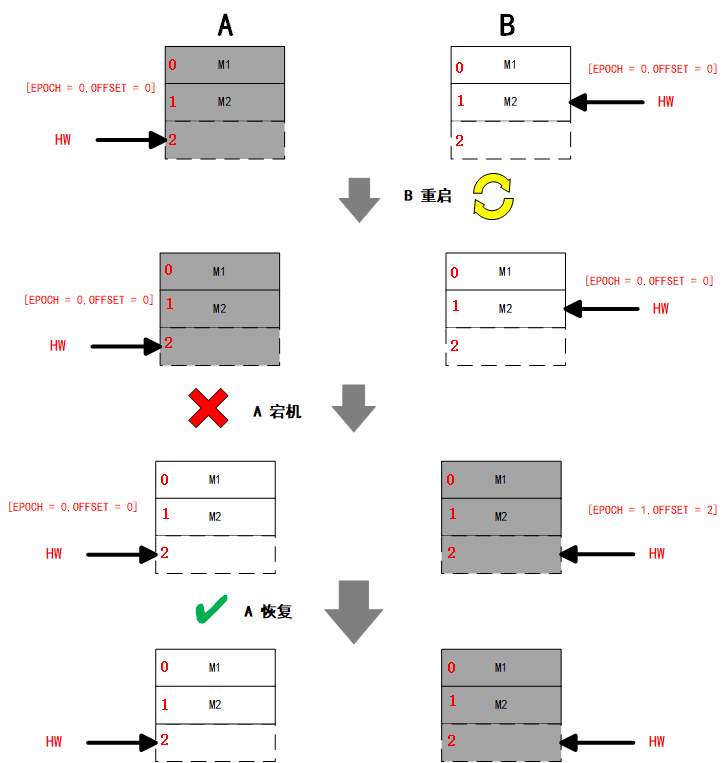 A B
0 M1
[EPOCH = 0,OFFSET = 0]
1 M2
HW 2
0 M1
[EPOCH = 0,OFFSET = 0]
1 M2 HW
2
B 重启
0 M1
[EPOCH = 0,OFFSET = 0]
1 M2
HW 2
0 M1
[EPOCH = 0,OFFSET = 0]
1 M2 HW
2
A 宕机
0 M1
[EPOCH = 0,OFFSET = 0]
1 M2
HW 2
0 M1
[EPOCH = 1,OFFSET = 2]
1 M2
2 HW
A 恢复
0 M1
1 M2
HW 2
0 M1
1 M2
2 HW